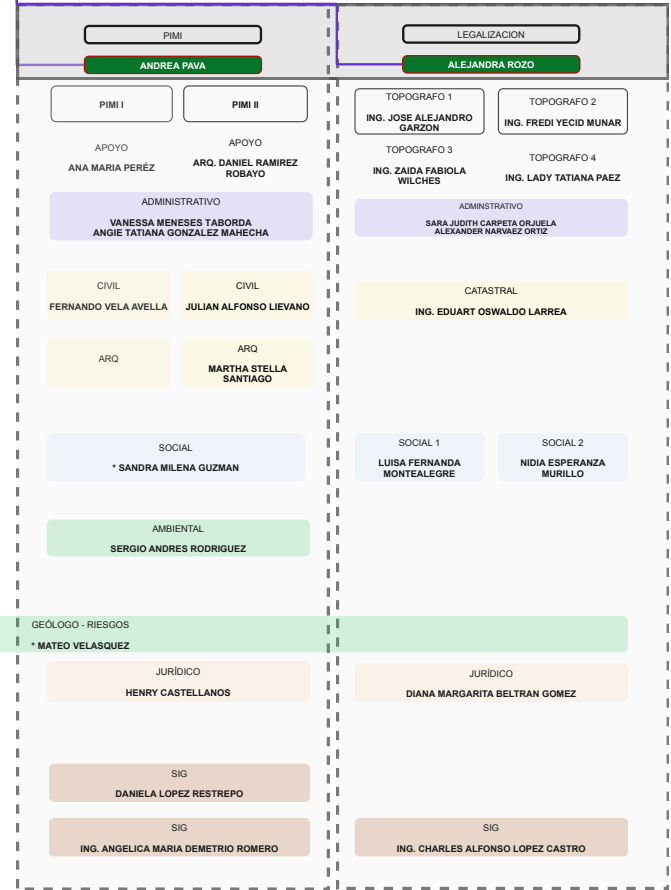 PIMI
ANDREA PAVA
PIMI I
PIMI II
APOYO
ANA MARIA PERÉZ
APOYO
ARQ. DANIEL RAMIREZ
ROBAYO
ADMINISTRATIVO
VANESSA MENESES TABORDA
ANGIE TATIANA GONZALEZ MAHECHA
CIVIL
FERNANDO VELA AVELLA
CIVIL
JULIAN ALFONSO LIEVANO
ARQ
ARQ
MARTHA STELLA
SANTIAGO
SOCIAL
* SANDRA MILENA GUZMAN
AMBIENTAL
SERGIO ANDRES RODRIGUEZ
GEÓLOGO - RIESGOS
* MATEO VELASQUEZ
JURÍDICO
HENRY CASTELLANOS
SIG
DANIELA LOPEZ RESTREPO
SIG
ING. ANGELICA MARIA DEMETRIO ROMERO
LEGALIZACION
ALEJANDRA ROZO
TOPOGRAFO 1
ING. JOSE ALEJANDRO
GARZON
TOPOGRAFO 2
ING. FREDI YECID MUNAR
TOPOGRAFO 3
ING. ZAIDA FABIOLA
WILCHES
TOPOGRAFO 4
ING. LADY TATIANA PAEZ
ADMINSTRATIVO
SARA JUDITH CARPETA ORJUELA
ALEXANDER NARVAEZ ORTIZ
CATASTRAL
ING. EDUART OSWALDO LARREA
SOCIAL 1
LUISA FERNANDA
MONTEALEGRE
SOCIAL 2
NIDIA ESPERANZA
MURILLO
JURÍDICO
DIANA MARGARITA BELTRAN GOMEZ
SIG
ING. CHARLES ALFONSO LOPEZ CASTRO